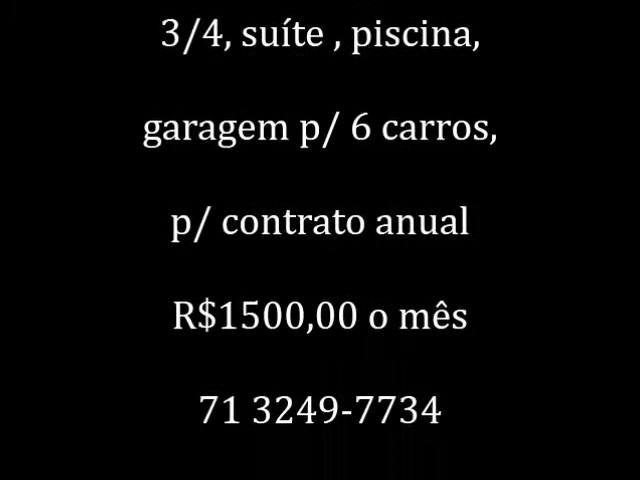 3/4, suíte , piscina,
garagem p/ 6 carros,
p/ contrato anual
R$1500,00 o mês
71 3249-7734